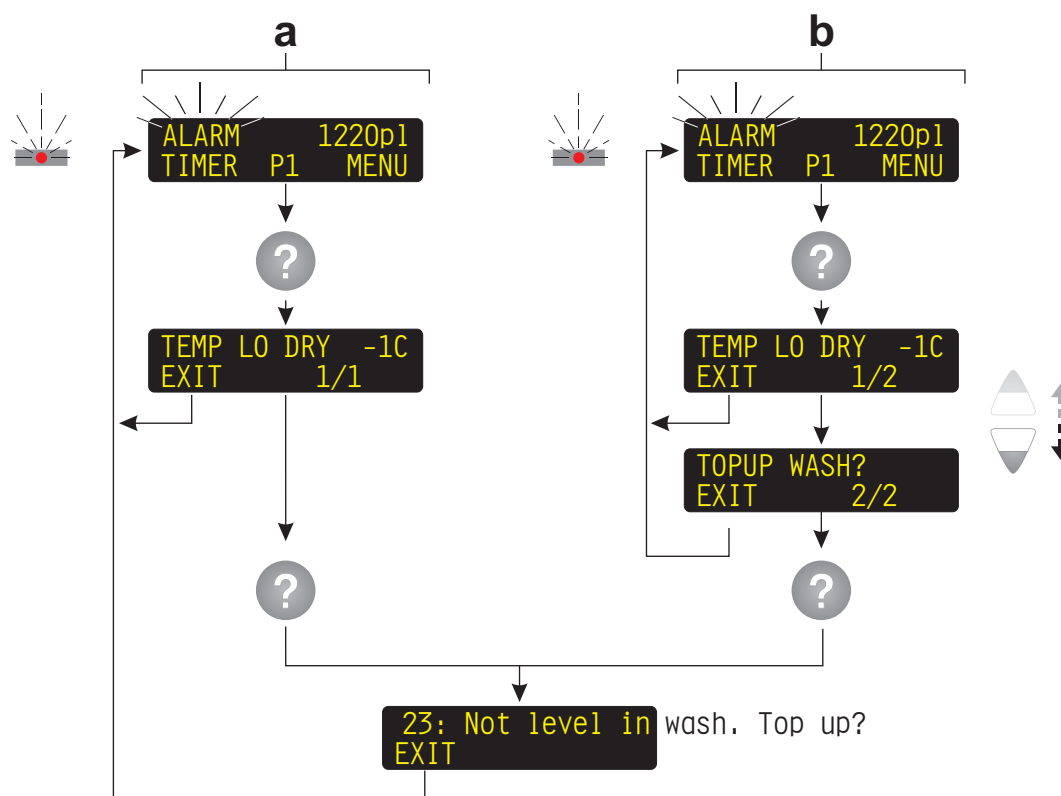 a
b
ALARM 1220pl
TIMER P1 MENU
ALARM 1220pl
TIMER P1 MENU
?
?
TEMP LO DRY -1C
EXIT 1/1
TEMP LO DRY -1C
EXIT 1/2
TOPUP WASH?
EXIT 2/2
?
?
23: Not level in wash. Top up?
EXIT